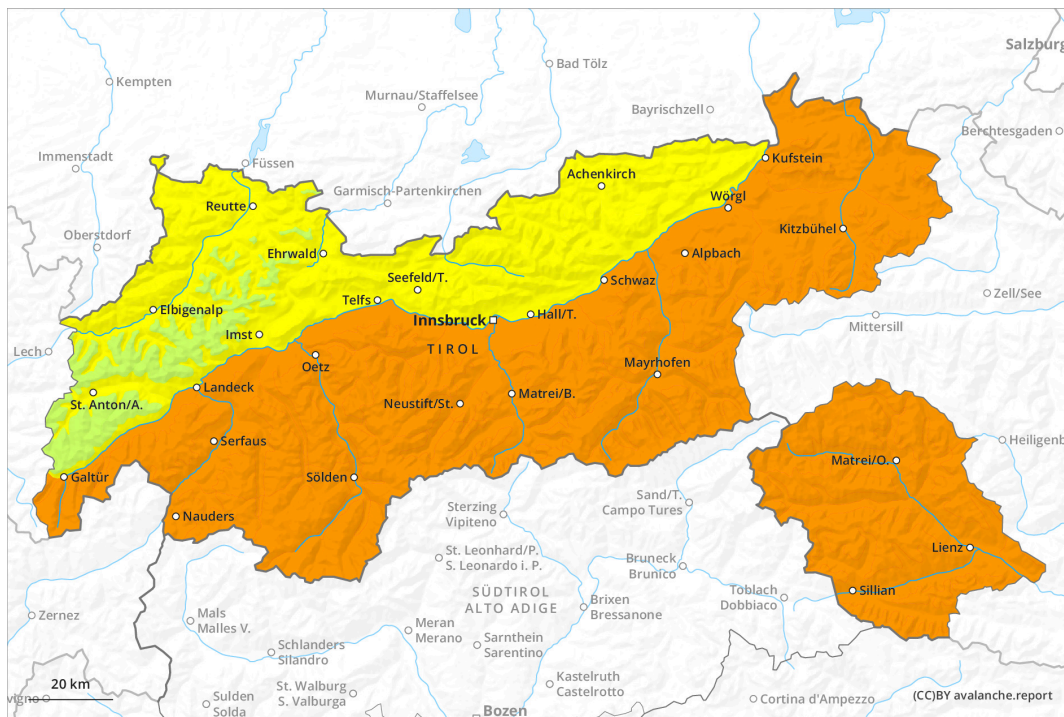 Salzburg
Kempten
Bad Tölz
Murnau/Staffelsee
Bayrischzell
Berchtesgaden
Immenstadt
Füssen
Kufstein
Achenkirch
Garmisch-Partenkirchen
Reutte
Wörgl
Oberstdorf
Kitzbühel
Ehrwald
Alpbach
Seefeld/T.
Schwaz
Zell/See
Telfs
Elbigenalp
Innsbruck
Hall/T.
Mittersill
Imst
Lech
TIROL
Oetz
Mayrhofen
Landeck
Matrei/B.
St. Anton/A.
Neustift/St.
Serfaus
Heiligenb
Matrei/O.
Galtür
Sölden
Sand/T.
Campo Tures
Sterzing
Vipiteno
Nauders
Lienz
St. Leonhard/P.
S. Leonardo i. P.
Bruneck
Brunico
SÜDTIROL
ALTO ADIGE
Sillian
Toblach
Dobbiaco
Brixen
Bressanone
Zernez
Mals
Malles V.
Meran
Merano
Sarnthein
Sarentino
Schlanders
Silandro
Kastelruth
Castelrotto
20 km
St. Walburg
S. Valburga
vigno
Sulden
Solda
Cortina d'Ampezzo
(CC)BY avalanche.report
Bozen